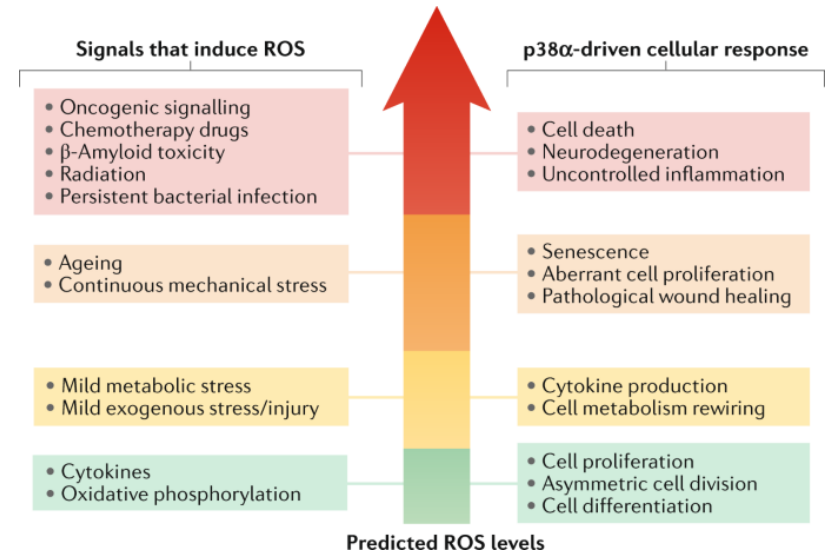 Signals that induce ROS
p38α-driven cellular response
• Oncogenic signalling
• Chemotherapy drugs
• β-Amyloid toxicity
• Radiation
• Persistent bacterial infection
• Cell death
• Neurodegeneration
• Uncontrolled inflammation
• Ageing
• Continuous mechanical stress
• Senescence
• Aberrant cell proliferation
• Pathological wound healing
• Mild metabolic stress
• Mild exogenous stress/injury
• Cytokine production
• Cell metabolism rewiring
• Cytokines
• Oxidative phosphorylation
• Cell proliferation
• Asymmetric cell division
• Cell differentiation
Predicted ROS levels